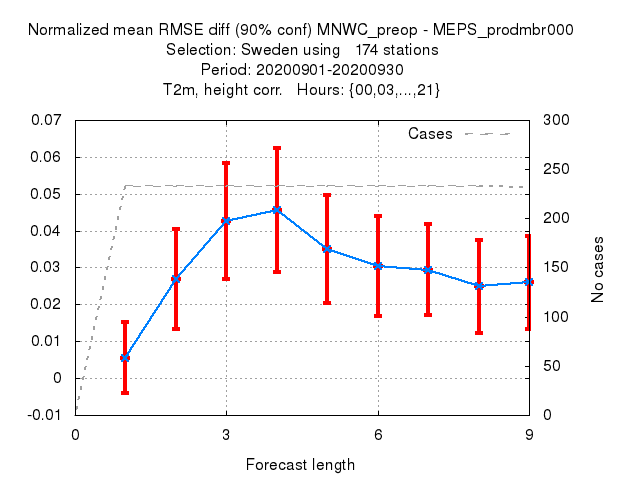 Normalized mean RMSE diff (90% conf) MNWC_preop - MEPS_prodmbr000
Selection: Sweden using   174 stations
Period: 20200901-20200930
T2m, height corr.   Hours: {00,03,...,21}
Cases
0.07
0.06
0.05
0.04
0.03
0.02
0.01
0
-0.01
300
250
200
150
100
50
0
No cases
0
3
6
9
Forecast length